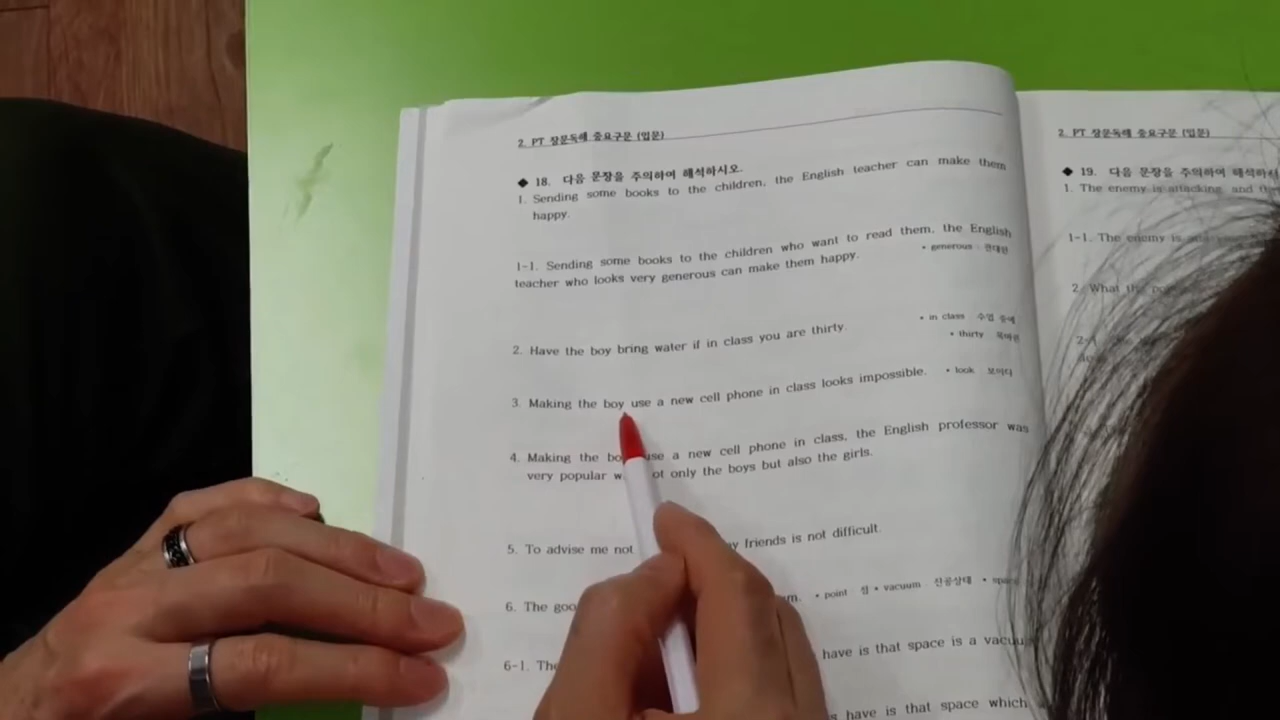 2. PT 장문독해 중요구문 (입문)
◆ 18. 다음 문장을 주의하여 해석하시오.
1. Sending some books to the children, the English teacher can make them
happy.
1-1. Sending some books to the children who want to read them, the English
teacher who looks very generous can make them happy.
• generous 관대한
• in class 수업 중에
• thirty 목마른
2. Have the boy bring water if in class you are thirty.
3. Making the boy use a new cell phone in class looks impossible. • look 보이다
4. Making the use a new cell phone in class, the English professor was
very popular only the boys but also the girls.
5. To advise me not friends is not difficult.
6. The • point 점 • vacuum 진공상태
6-1. have is that space is a
have is that space which
2. PT 장문독해 중요구문 (입문)
◆ 19. 다음 문장을 주의하여
1. The enemy is attacking, and
1-1. The enemy is
2. What